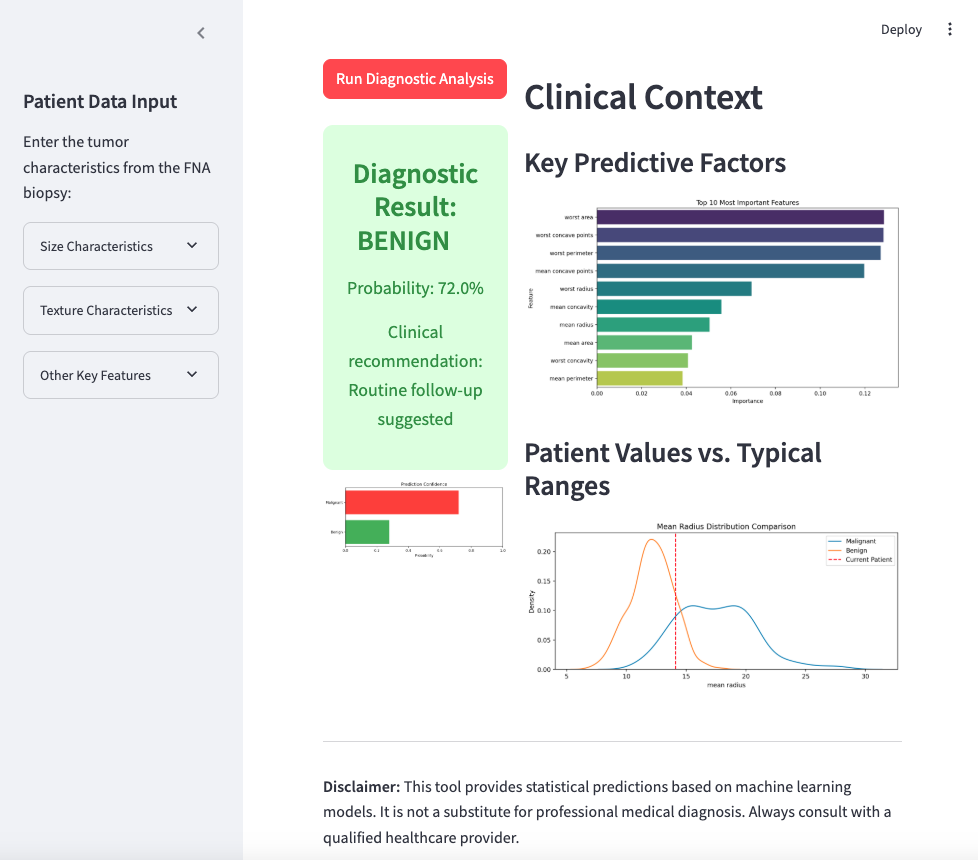 Deploy
Patient Data Input
Enter the tumor
characteristics from the FNA
biopsy:
Size Characteristics
Texture Characteristics
Other Key Features
Run Diagnostic Analysis
Diagnostic
Result:
BENIGN
Probability: 72.0%
Clinical
recommendation:
Routine follow-up
suggested
Prediction Confidence
Malignant
Benign
0.0 0.2 0.4 0.6 0.8 1.0
Probability
Clinical Context
Key Predictive Factors
Top 10 Most Important Features
Feature
worst area
worst concave points
worst perimeter
mean concave points
worst radius
mean concavity
mean radius
mean area
worst concavity
mean perimeter
0.00 0.02 0.04 0.06 0.08 0.10 0.12
Importance
Patient Values vs. Typical
Ranges
Mean Radius Distribution Comparison
Malignant
Benign
Current Patient
Density
0.20
0.15
0.10
0.05
0.00
5 10 15 20 25 30
mean radius
Disclaimer: This tool provides statistical predictions based on machine learning
models. It is not a substitute for professional medical diagnosis. Always consult with a
qualified healthcare provider.